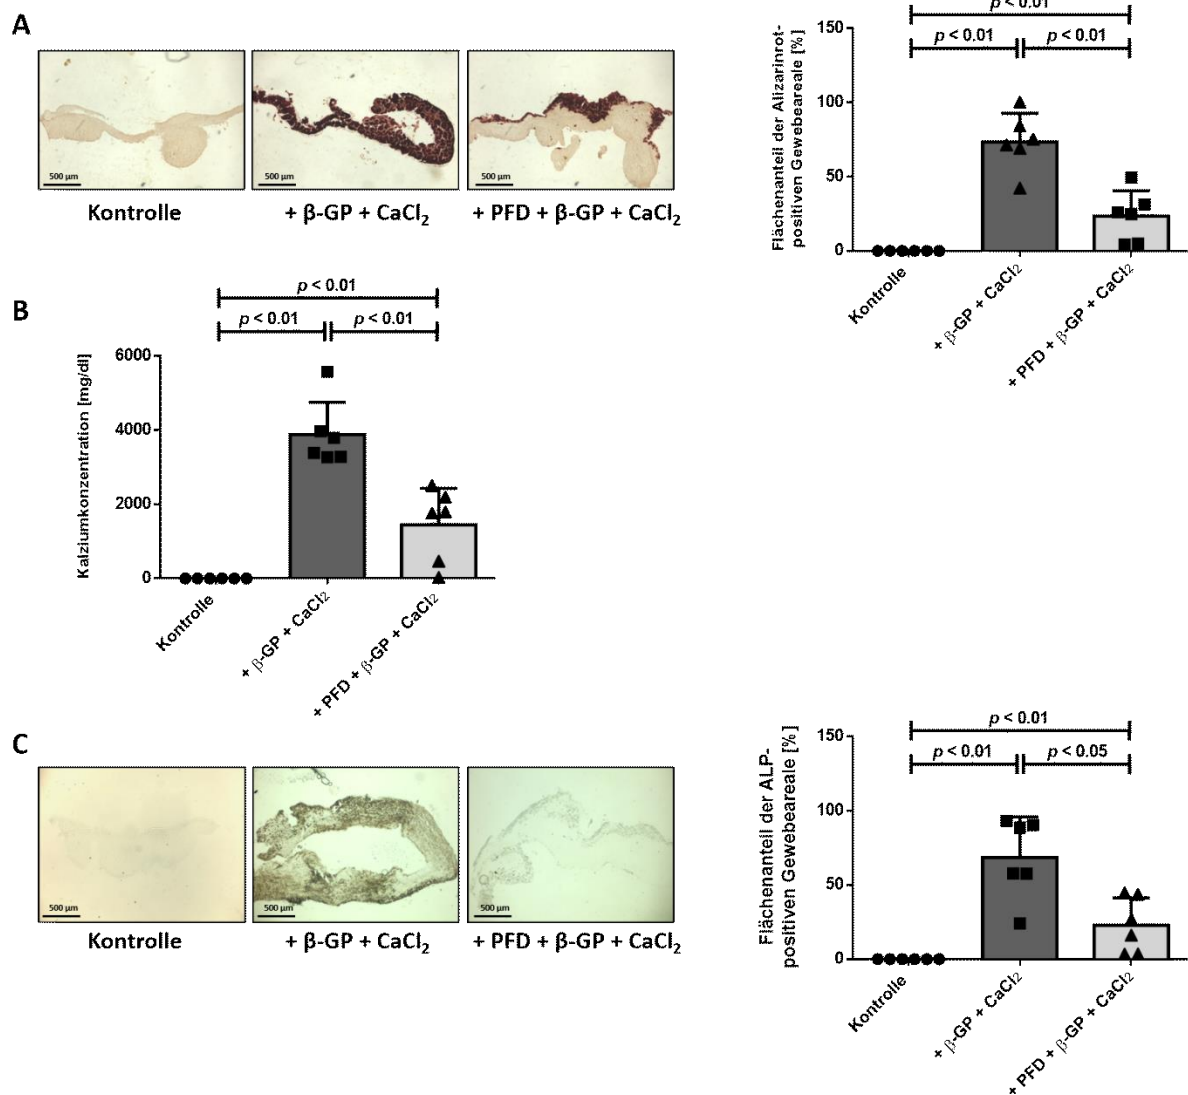 A
500 µm
500 µm
500 µm
Kontrolle
+ β-GP + CaCl₂
+ PFD + β-GP + CaCl₂
p < 0.01
p < 0.01
p < 0.01
Flächenanteil der Alizarinrot-
positiven Gewebeareale [%]
150
100
50
0
Kontrolle
+ β-GP + CaCl₂
+ PFD + β-GP + CaCl₂
B
p < 0.01
p < 0.01
p < 0.01
Kalziumkonzentration [mg/dl]
6000
4000
2000
0
Kontrolle
+ β-GP + CaCl₂
+ PFD + β-GP + CaCl₂
C
500 µm
500 µm
500 µm
Kontrolle
+ β-GP + CaCl₂
+ PFD + β-GP + CaCl₂
p < 0.01
p < 0.01
p < 0.05
Flächenanteil der ALP-
positiven Gewebeareale [%]
150
100
50
0
Kontrolle
+ β-GP + CaCl₂
+ PFD + β-GP + CaCl₂